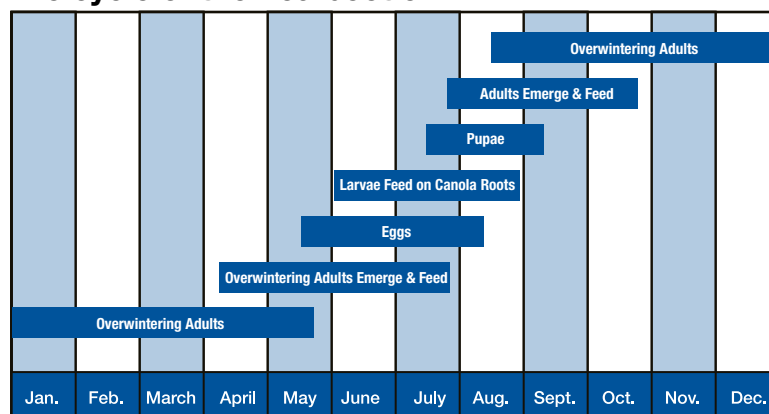 Overwintering Adults
Adults Emerge & Feed
Pupae
Larvae Feed on Canola Roots
Eggs
Overwintering Adults Emerge & Feed
Overwintering Adults
Jan. Feb. March April May June July Aug. Sept. Oct. Nov. Dec.